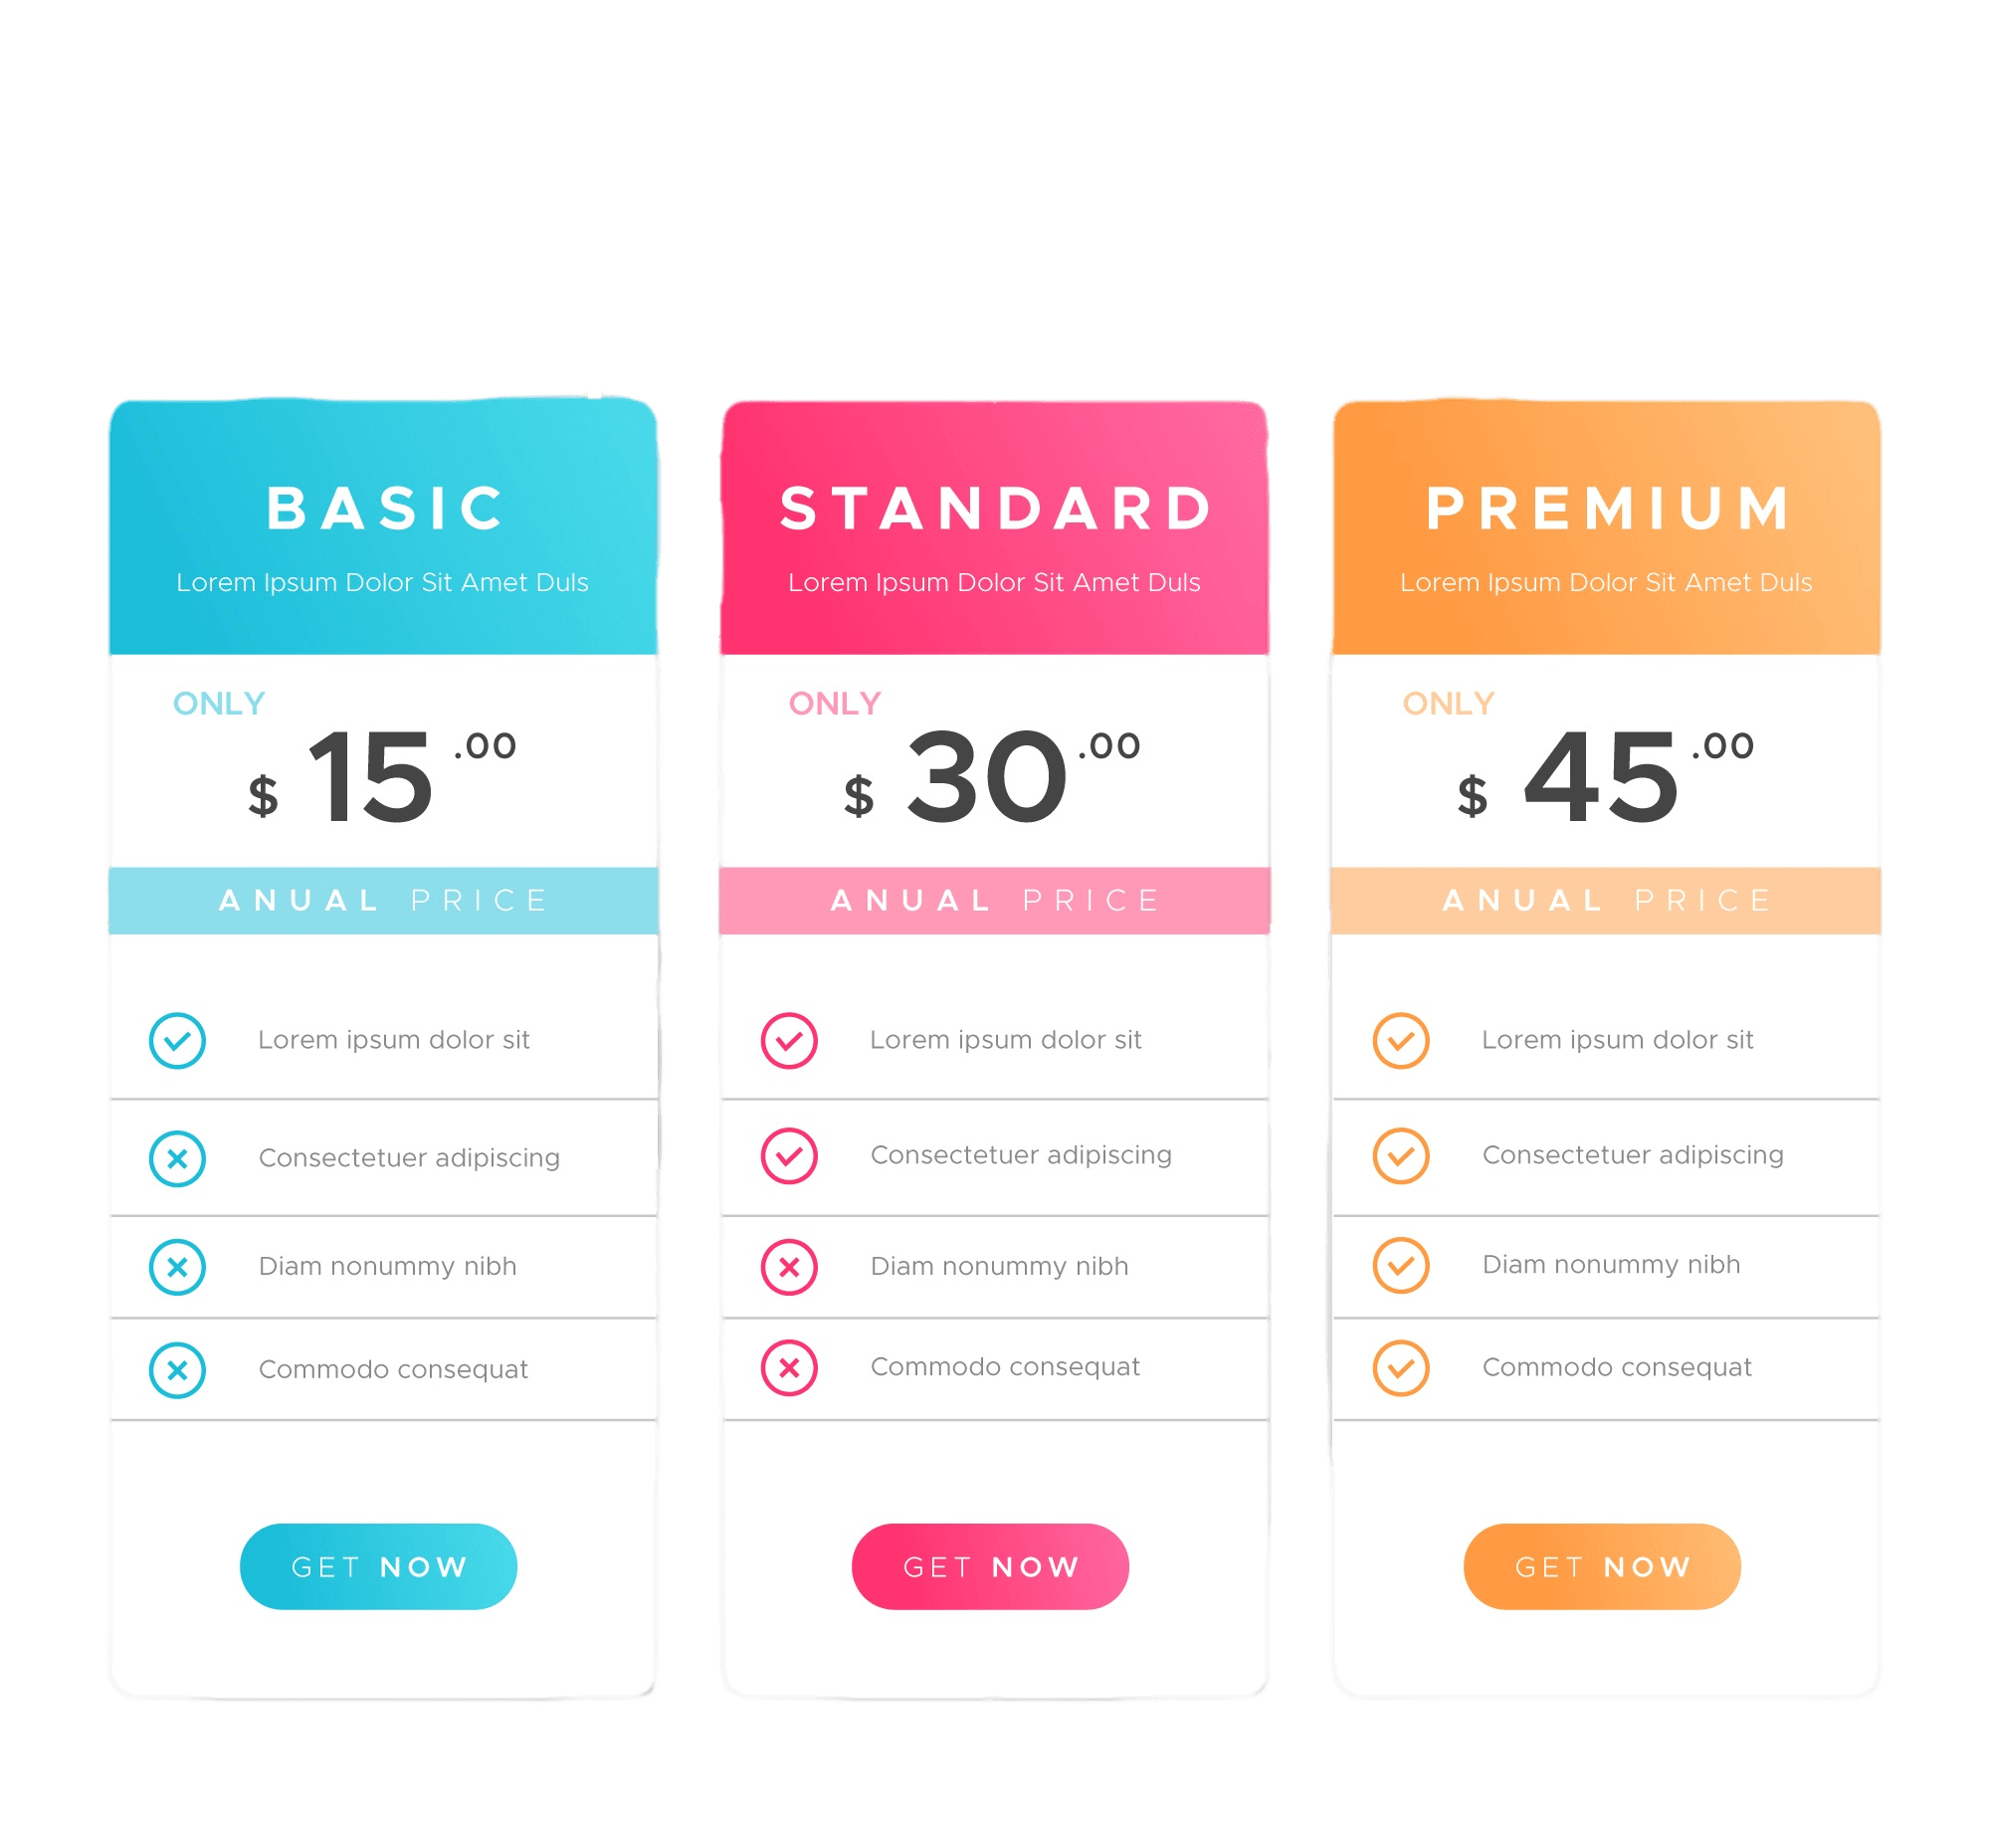 BASIC
Lorem Ipsum Dolor Sit Amet Duls
ONLY
$ 15 .00
ANUAL PRICE
Lorem ipsum dolor sit
Consectetuer adipiscing
Diam nonummy nibh
Commodo consequat
GET NOW
STANDARD
Lorem Ipsum Dolor Sit Amet Duls
ONLY
$ 30 .00
ANUAL PRICE
Lorem ipsum dolor sit
Consectetuer adipiscing
Diam nonummy nibh
Commodo consequat
GET NOW
PREMIUM
Lorem Ipsum Dolor Sit Amet Duls
ONLY
$ 45 .00
ANUAL PRICE
Lorem ipsum dolor sit
Consectetuer adipiscing
Diam nonummy nibh
Commodo consequat
GET NOW